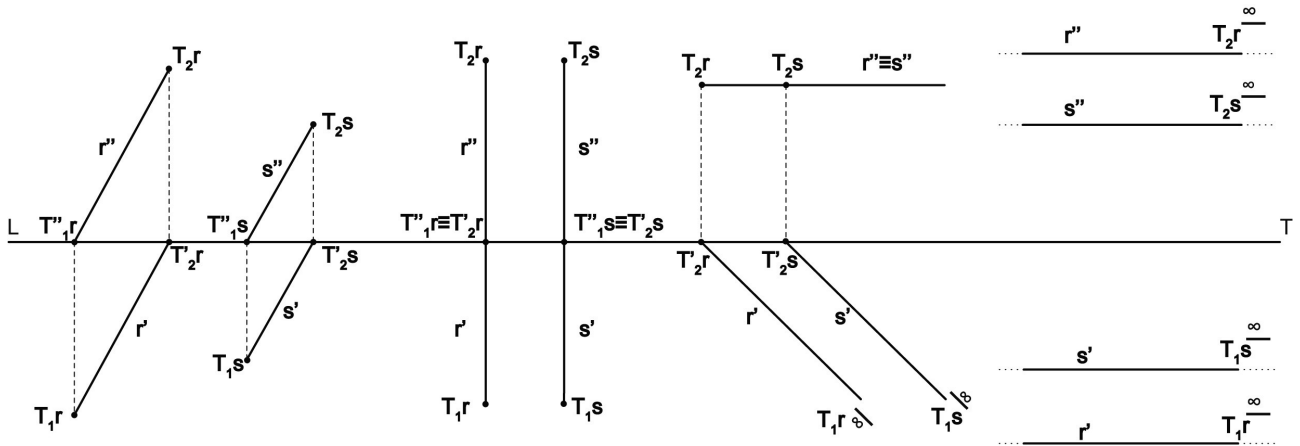 r’’ T₂r ∞
T₂r T₂s T₂r T₂s T₂r T₂s r’’≡s’’
s’’ T₂s ∞
r’’ s’’ r’’ s’’
L T’’₁r T’’₁s T’’₁r≡T’₂r T’’₁s≡T’₂s T
T’₂r T’₂s T’₂r T’₂s
r’ s’ r’ s’ r’ s’
s’ T₁s ∞
T₁r T₁s T₁r T₁s T₁r ∞ T₁s ∞
r’ T₁r ∞